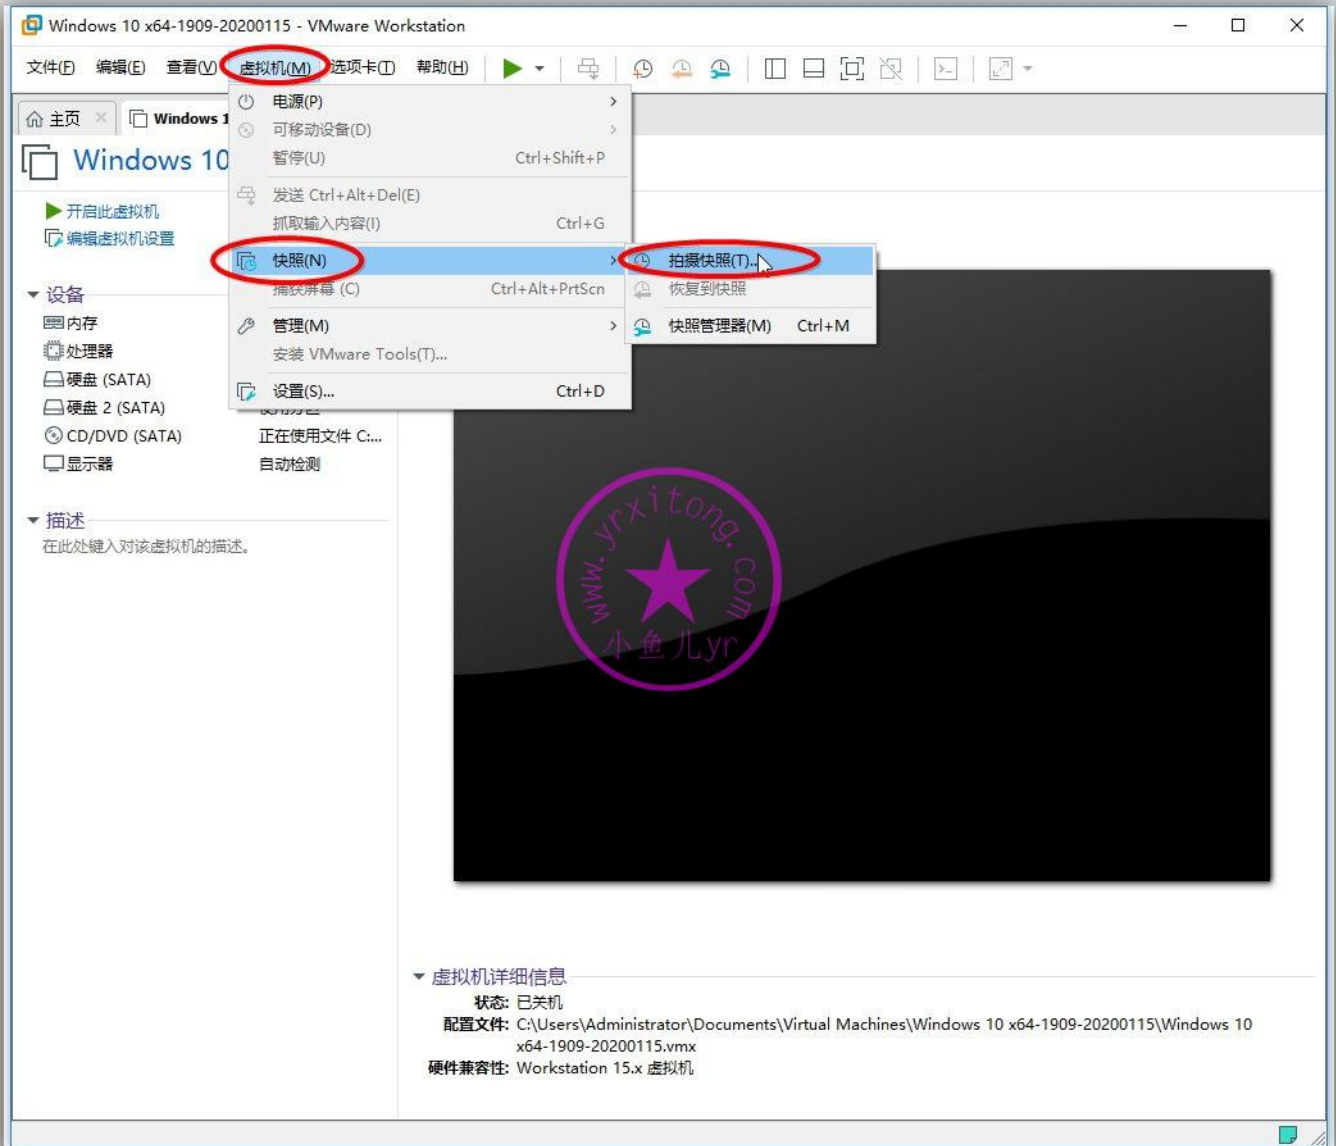 Windows 10 x64-1909-20200115 - VMware Workstation
文件(F) 编辑(E) 查看(V) 虚拟机(M) 选项卡(T) 帮助(H)
主页 Windows 1
Windows 10
开启此虚拟机
编辑虚拟机设置
设备
内存
处理器
硬盘 (SATA)
硬盘 2 (SATA)
CD/DVD (SATA) 正在使用文件 C:...
显示器 自动检测
描述
在此处键入对该虚拟机的描述。
电源(P)
可移动设备(D)
暂停(U) Ctrl+Shift+P
发送 Ctrl+Alt+Del(E)
抓取输入内容(I) Ctrl+G
快照(N)
捕获屏幕 (C) Ctrl+Alt+PrtScn
管理(M)
安装 VMware Tools(T)...
设置(S)... Ctrl+D
拍摄快照(T)...
恢复到快照
快照管理器(M) Ctrl+M
www.yrxitong.com
小鱼儿yr
虚拟机详细信息
状态: 已关机
配置文件: C:\Users\Administrator\Documents\Virtual Machines\Windows 10 x64-1909-20200115\Windows 10
x64-1909-20200115.vmx
硬件兼容性: Workstation 15.x 虚拟机